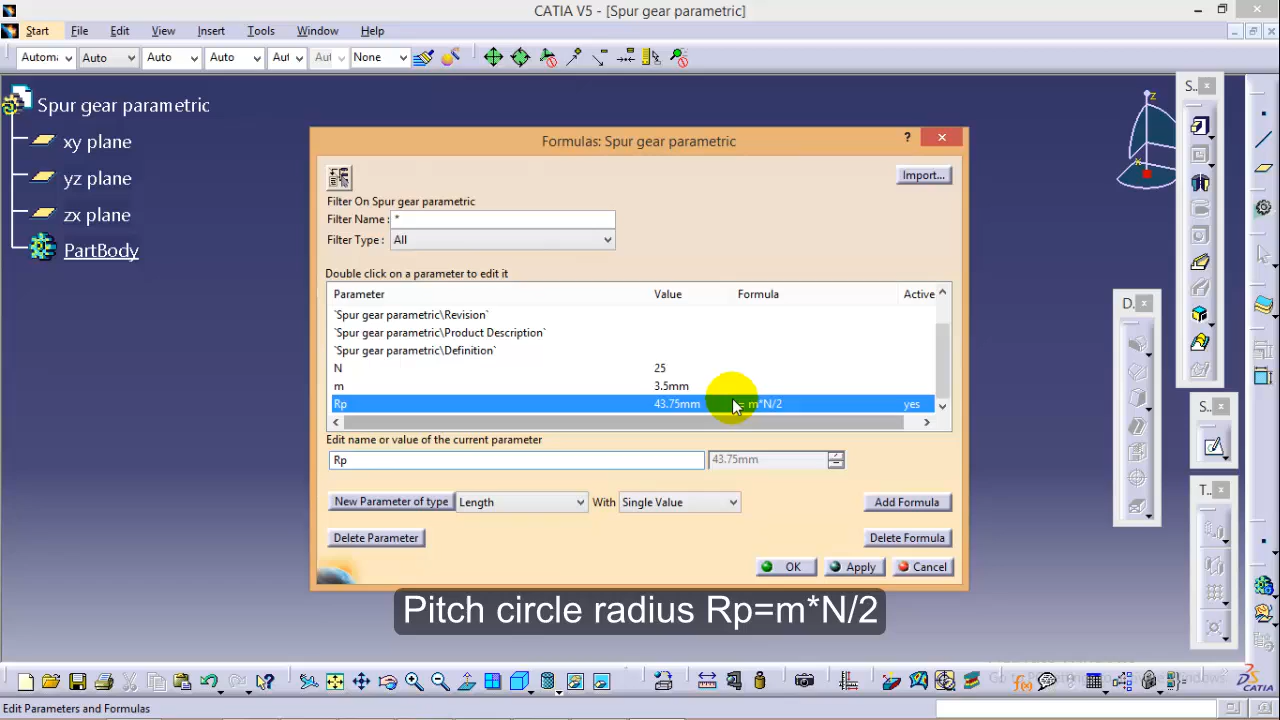 CATIA V5 - [Spur gear parametric]
Start File Edit View Insert Tools Window Help
Auto Auto Auto None
Spur gear parametric
xy plane
yz plane
zx plane
PartBody
Formulas: Spur gear parametric
?
Import...
Filter On Spur gear parametric
Filter Name : *
Filter Type : All
Double click on a parameter to edit it
Parameter Value Formula Active
`Spur gear parametric\Revision`
`Spur gear parametric\Product Description`
`Spur gear parametric\Definition`
N 25
m 3.5mm
Rp 43.75mm = m*N/2 yes
Edit name or value of the current parameter
Rp 43.75mm
New Parameter of type Length With Single Value Add Formula
Delete Parameter Delete Formula
OK Apply Cancel
Pitch circle radius Rp=m*N/2
S..
D..
S..
T..
z
x
CATIA
Edit Parameters and Formulas